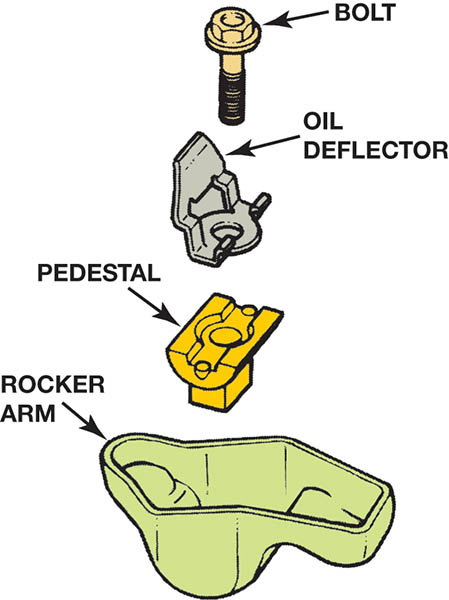 BOLT
OIL
DEFLECTOR
PEDESTAL
ROCKER
ARM